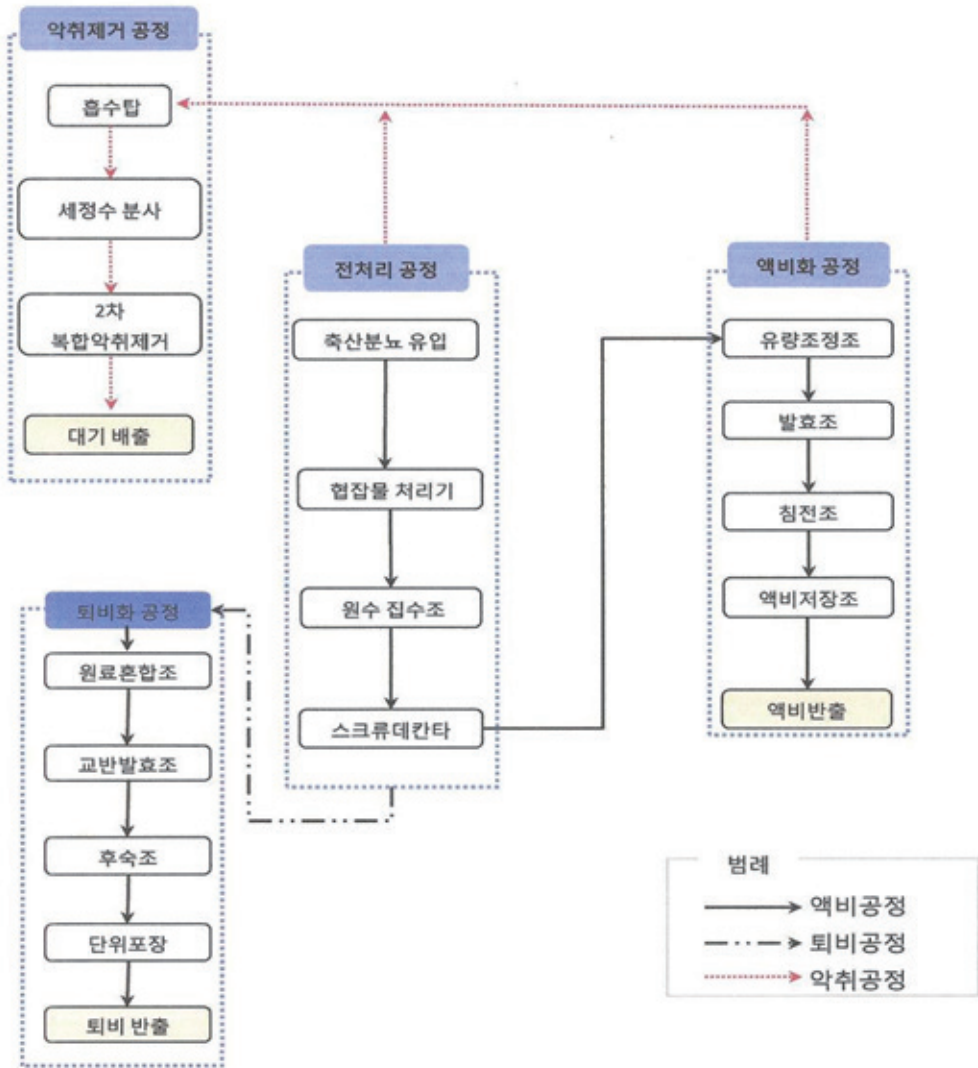 악취제거 공정
흡수탑
세정수 분사
2차
복합악취제거
대기 배출
전처리 공정
축산분뇨 유입
협잡물 처리기
원수 집수조
스크류데칸타
액비화 공정
유량조정조
발효조
침전조
액비저장조
액비반출
퇴비화 공정
원료혼합조
교반발효조
후숙조
단위포장
퇴비 반출
범례
액비공정
퇴비공정
악취공정